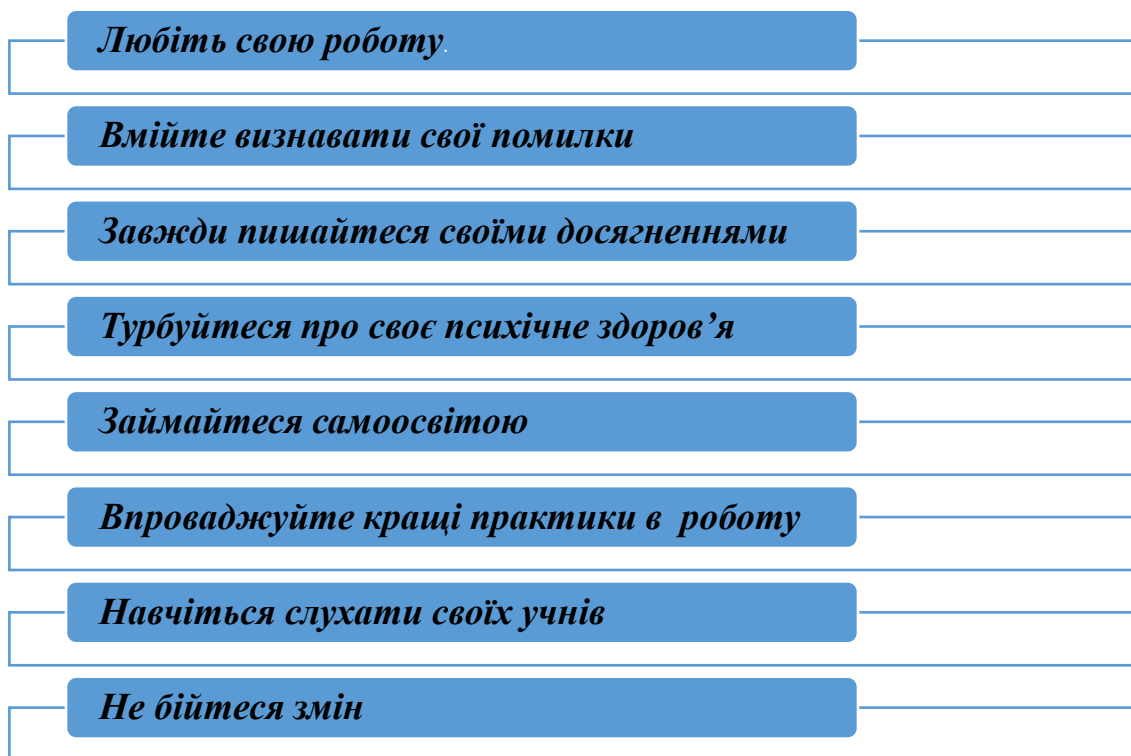 Любіть свою роботу.
Вмійте визнавати свої помилки
Завжди пишайтеся своїми досягненнями
Турбуйтеся про своє психічне здоров’я
Займайтеся самоосвітою
Впроваджуйте кращі практики в  роботу
Навчіться слухати своїх учнів
Не бійтеся змін